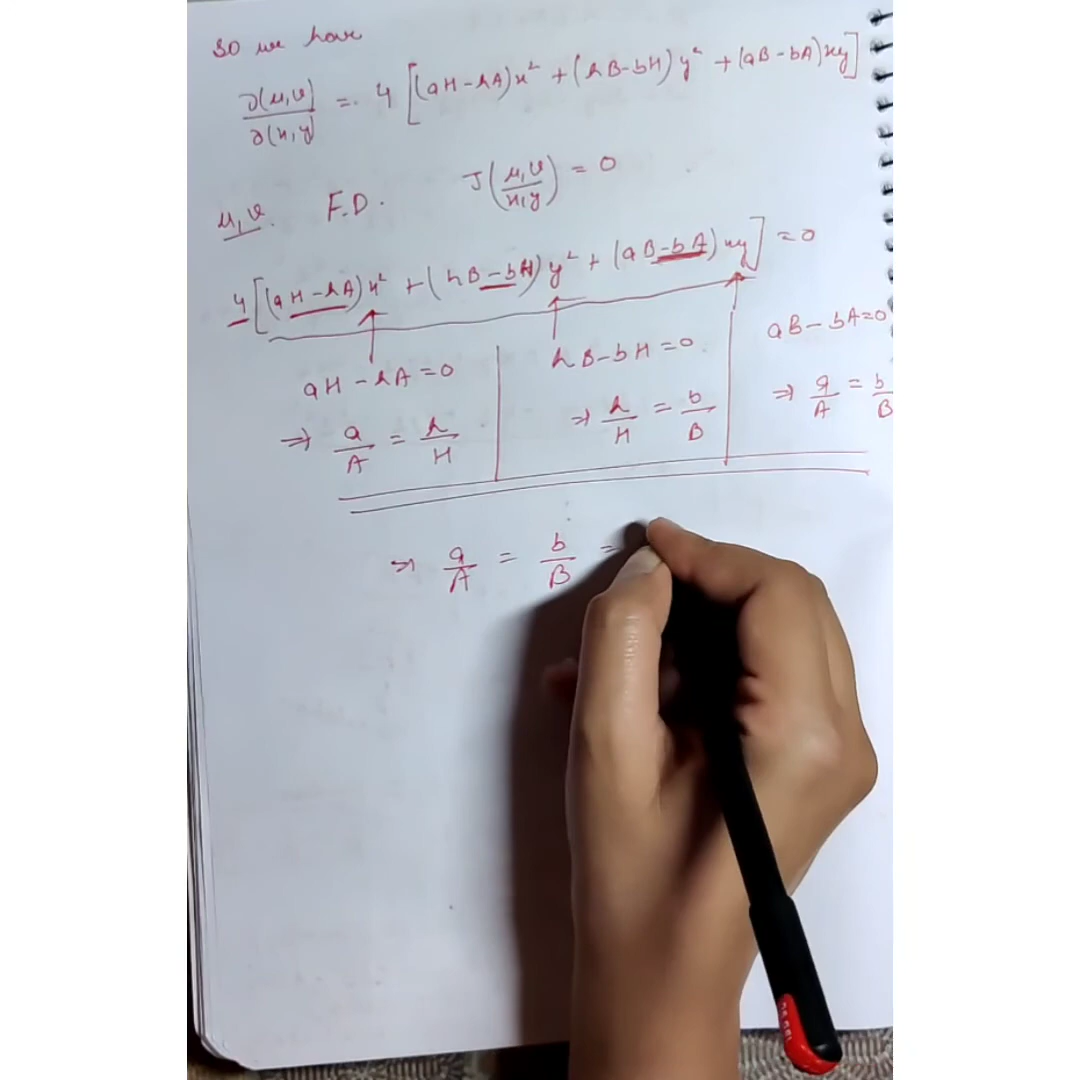 So we have
∂(u,v)/∂(x,y) = 4 [(aH-hA)x² + (hB-bH)y² + (aB-bA)xy]
u,v. F.D. J(u,v/x,y) = 0
4[(aH-hA)x² + (hB-bH)y² + (aB-bA)xy] = 0
aH-hA=0 hB-bH=0 aB-bA=0
⇒ a/A = h/H ⇒ h/H = b/B ⇒ a/A = b/B
⇒ a/A = b/B =